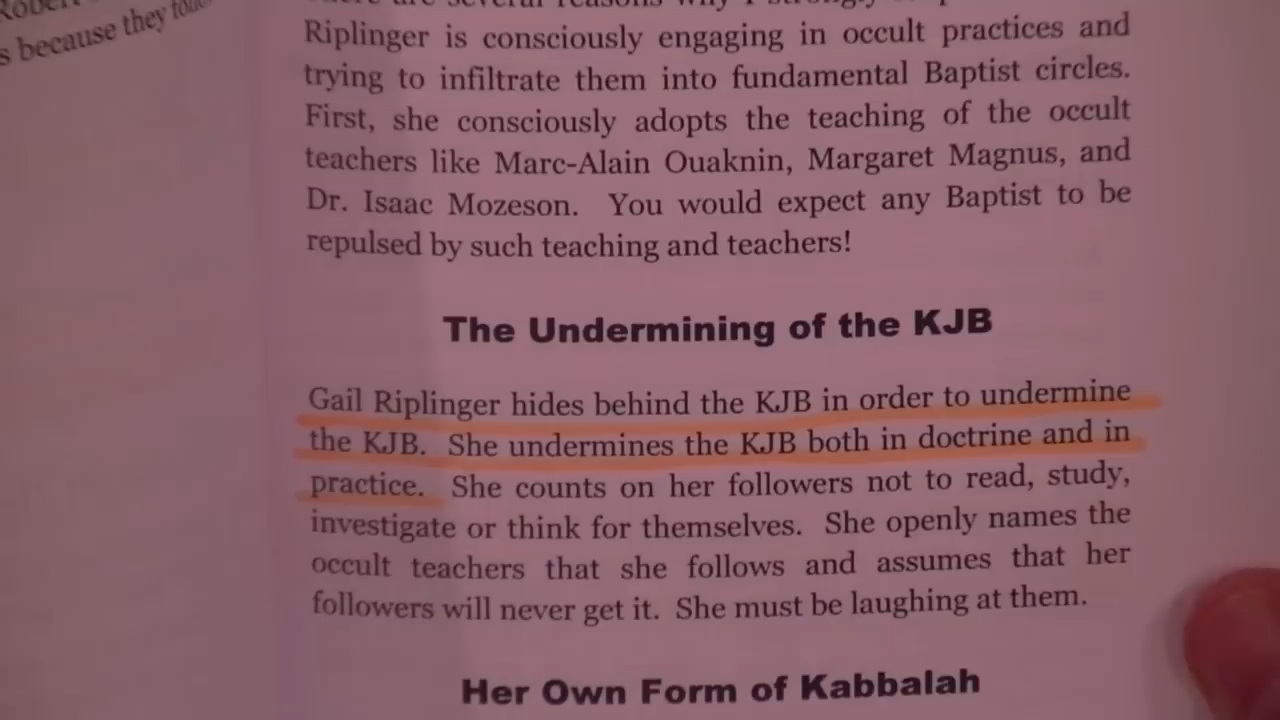 s because they
Riplinger is consciously engaging in occult practices and
trying to infiltrate them into fundamental Baptist circles.
First, she consciously adopts the teaching of the occult
teachers like Marc-Alain Ouaknin, Margaret Magnus, and
Dr. Isaac Mozeson. You would expect any Baptist to be
repulsed by such teaching and teachers!
The Undermining of the KJB
Gail Riplinger hides behind the KJB in order to undermine
the KJB. She undermines the KJB both in doctrine and in
practice. She counts on her followers not to read, study,
investigate or think for themselves. She openly names the
occult teachers that she follows and assumes that her
followers will never get it. She must be laughing at them.
Her Own Form of Kabbalah